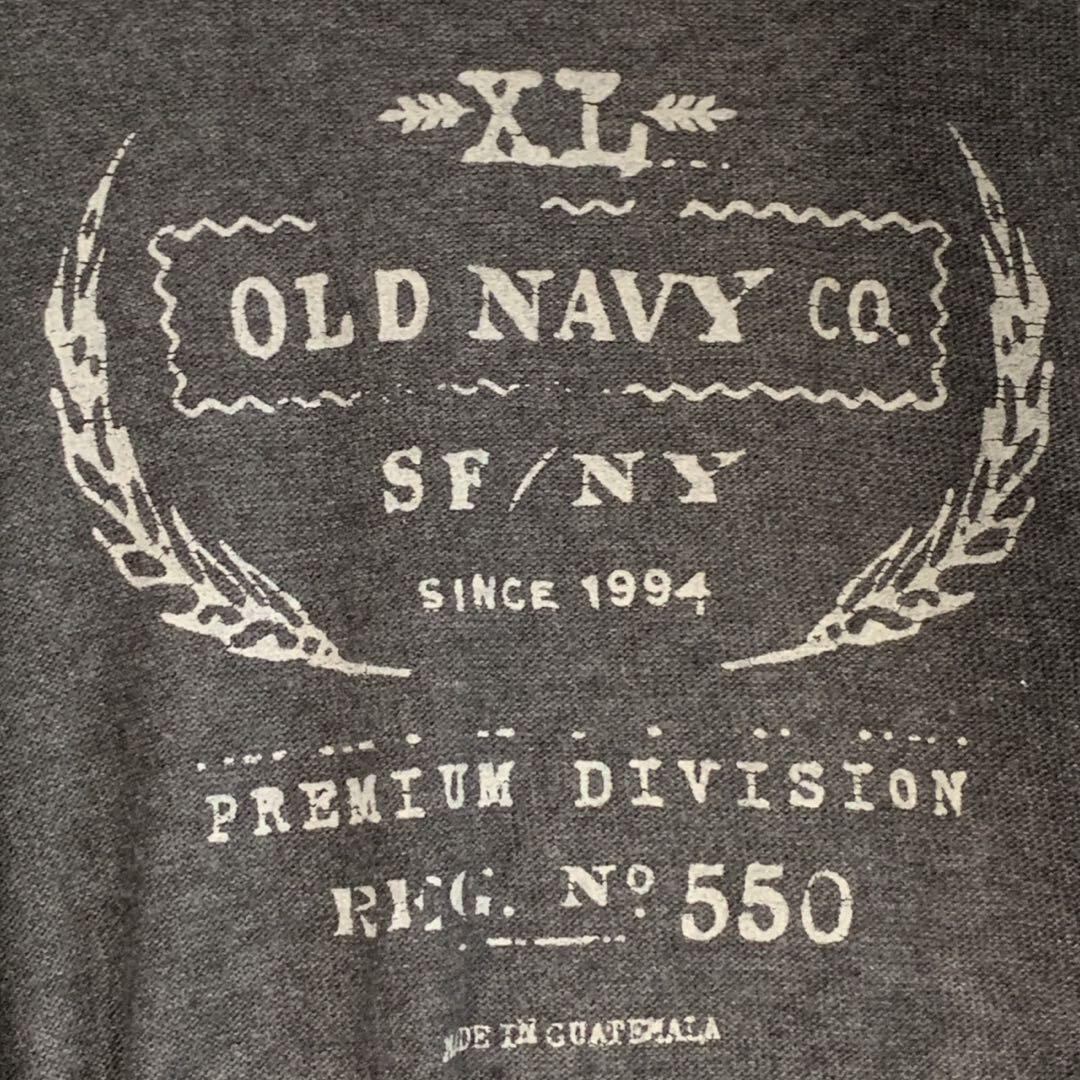 XL
OLD NAVY CO.
SF/NY
SINCE 1994
PREMIUM DIVISION
REG. Nº 550
MADE IN GUATEMALA